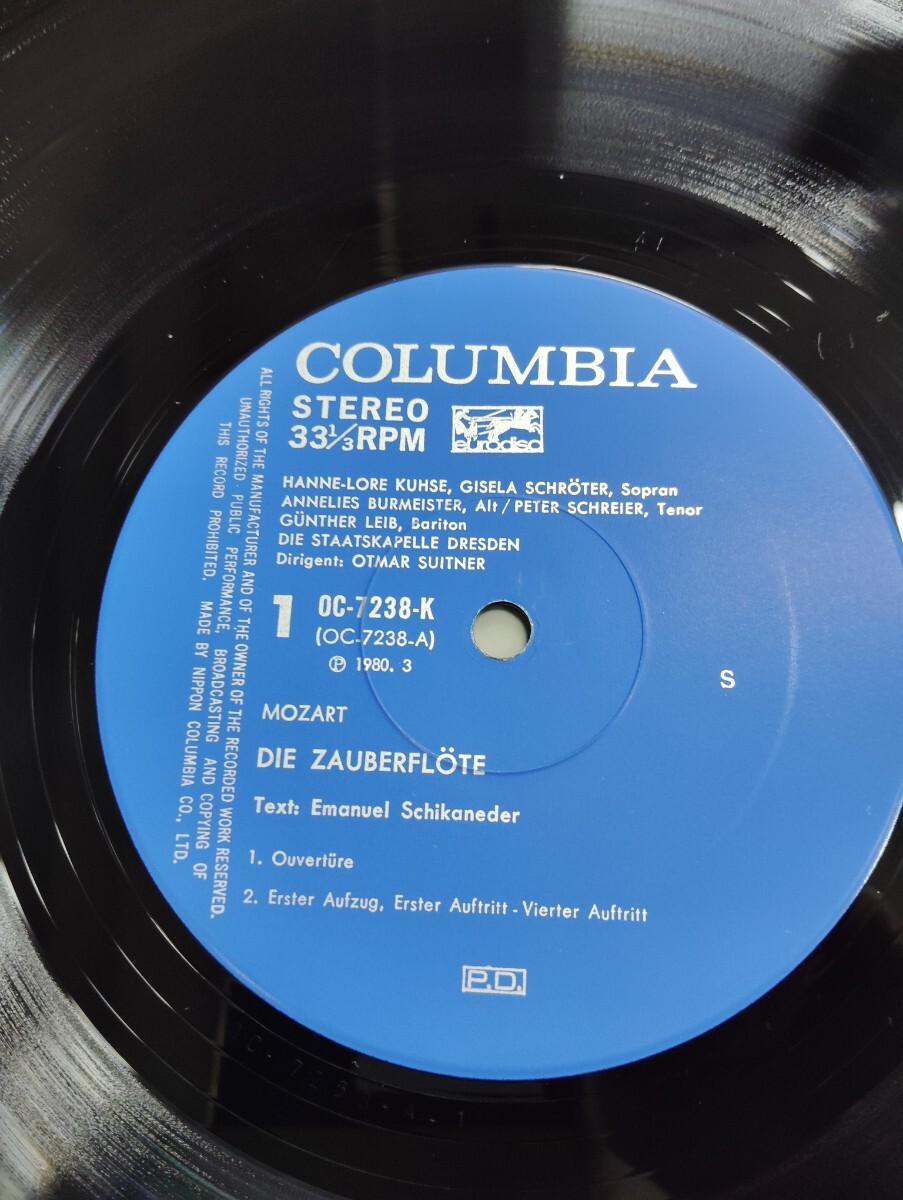 COLUMBIA
STEREO
33 1/3 RPM
eurodisc
HANNE-LORE KUHSE, GISELA SCHRÖTER, Sopran
ANNELIES BURMEISTER, Alt / PETER SCHREIER, Tenor
GÜNTHER LEIB, Bariton
DIE STAATSKAPELLE DRESDEN
Dirigent: OTMAR SUITNER
1 OC-7238-K
(OC-7238-A)
Ⓟ 1980. 3
S
MOZART
DIE ZAUBERFLÖTE
Text: Emanuel Schikaneder
1. Ouvertüre
2. Erster Aufzug, Erster Auftritt - Vierter Auftritt
P.D.
ALL RIGHTS OF THE MANUFACTURER AND OF THE OWNER OF THE RECORDED WORK RESERVED.
UNAUTHORIZED PUBLIC PERFORMANCE, BROADCASTING AND COPYING OF
THIS RECORD PROHIBITED. MADE BY NIPPON COLUMBIA CO., LTD.